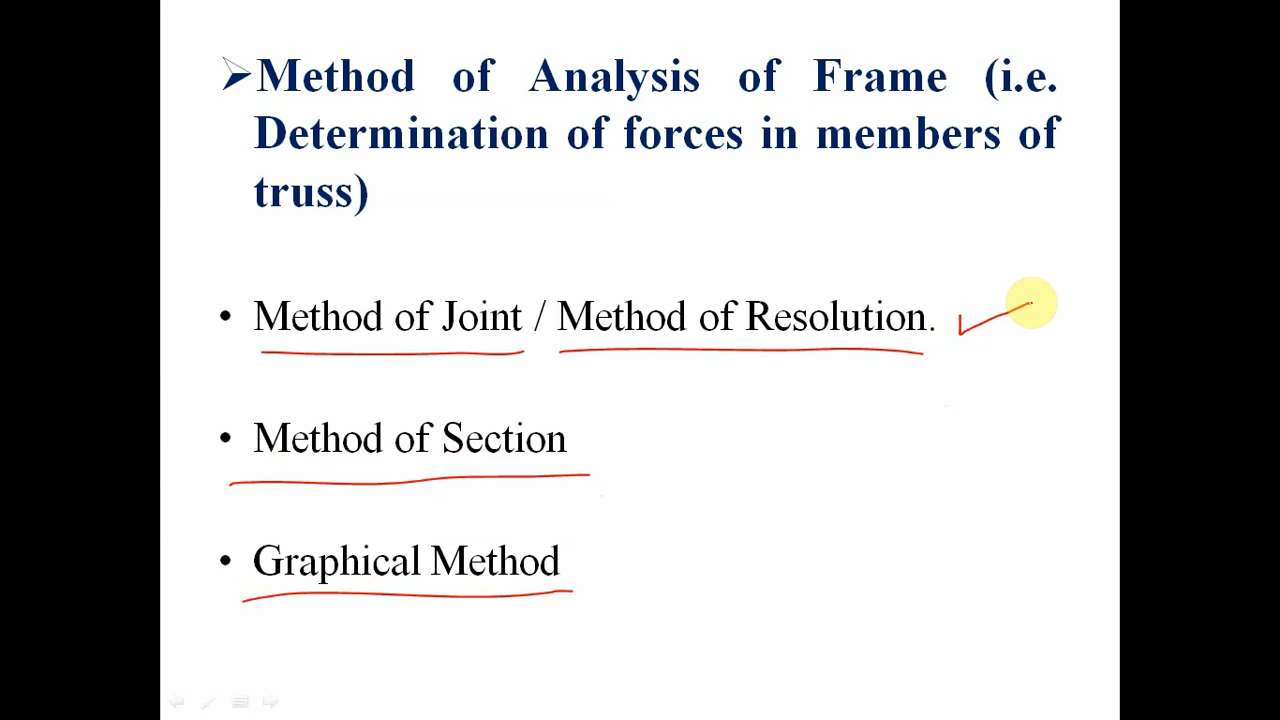 ➢Method of Analysis of Frame (i.e.
Determination of forces in members of
truss)
• Method of Joint / Method of Resolution.
• Method of Section
• Graphical Method